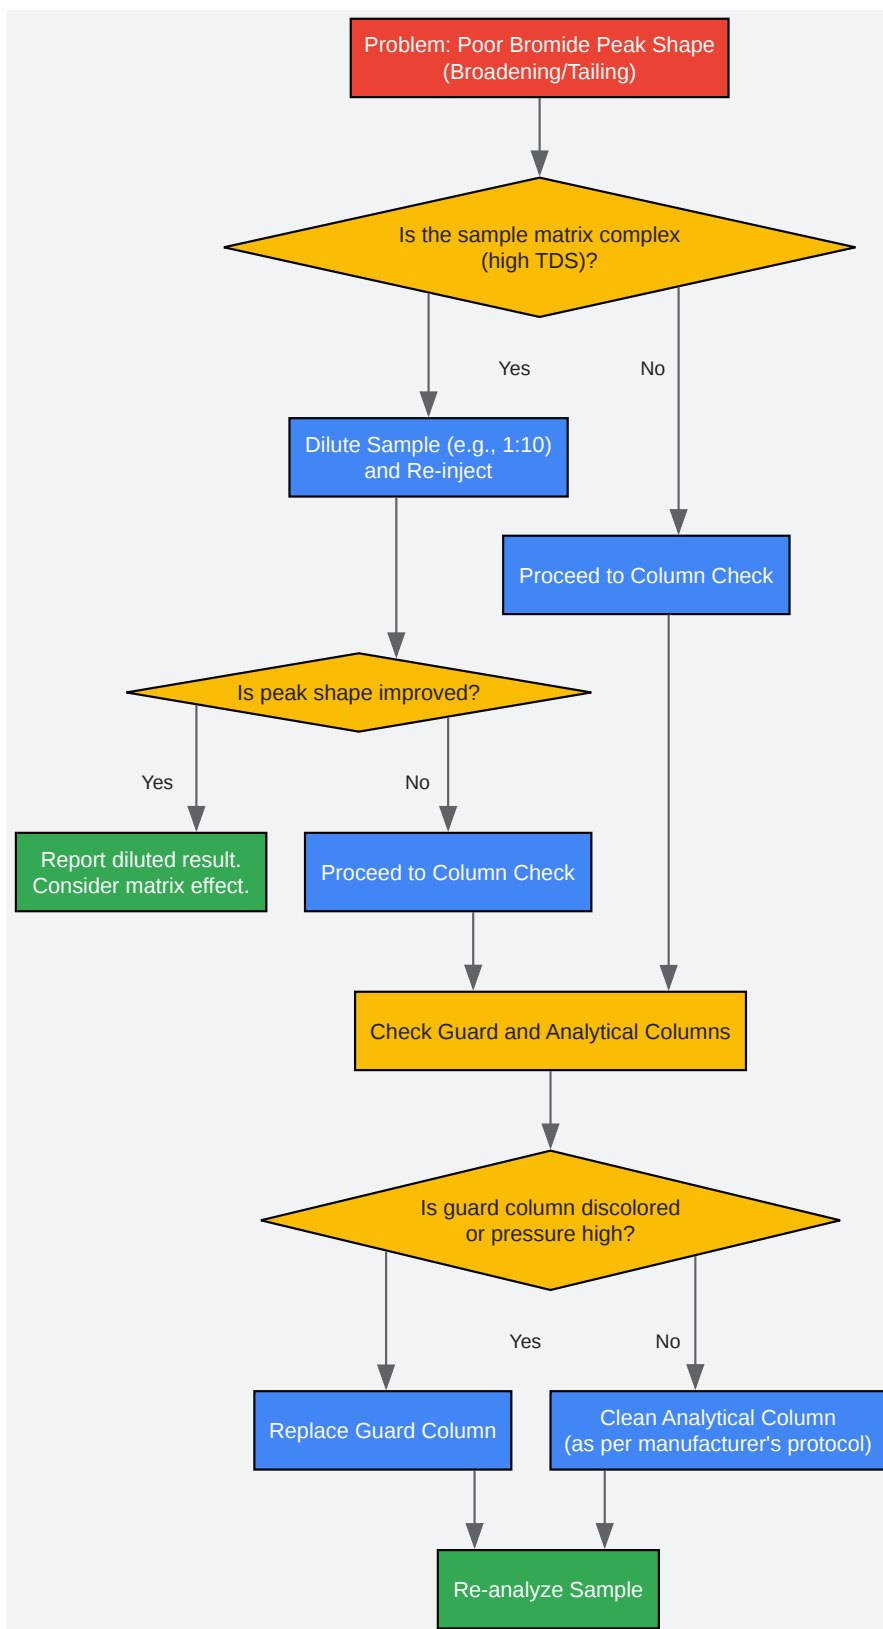 Problem: Poor Bromide Peak Shape
(Broadening/Tailing)
Is the sample matrix complex
(high TDS)?
Yes
No
Dilute Sample (e.g., 1:10)
and Re-inject
Proceed to Column Check
Is peak shape improved?
Yes
No
Report diluted result.
Consider matrix effect.
Proceed to Column Check
Check Guard and Analytical Columns
Is guard column discolored
or pressure high?
Yes
No
Replace Guard Column
Clean Analytical Column
(as per manufacturer's protocol)
Re-analyze Sample